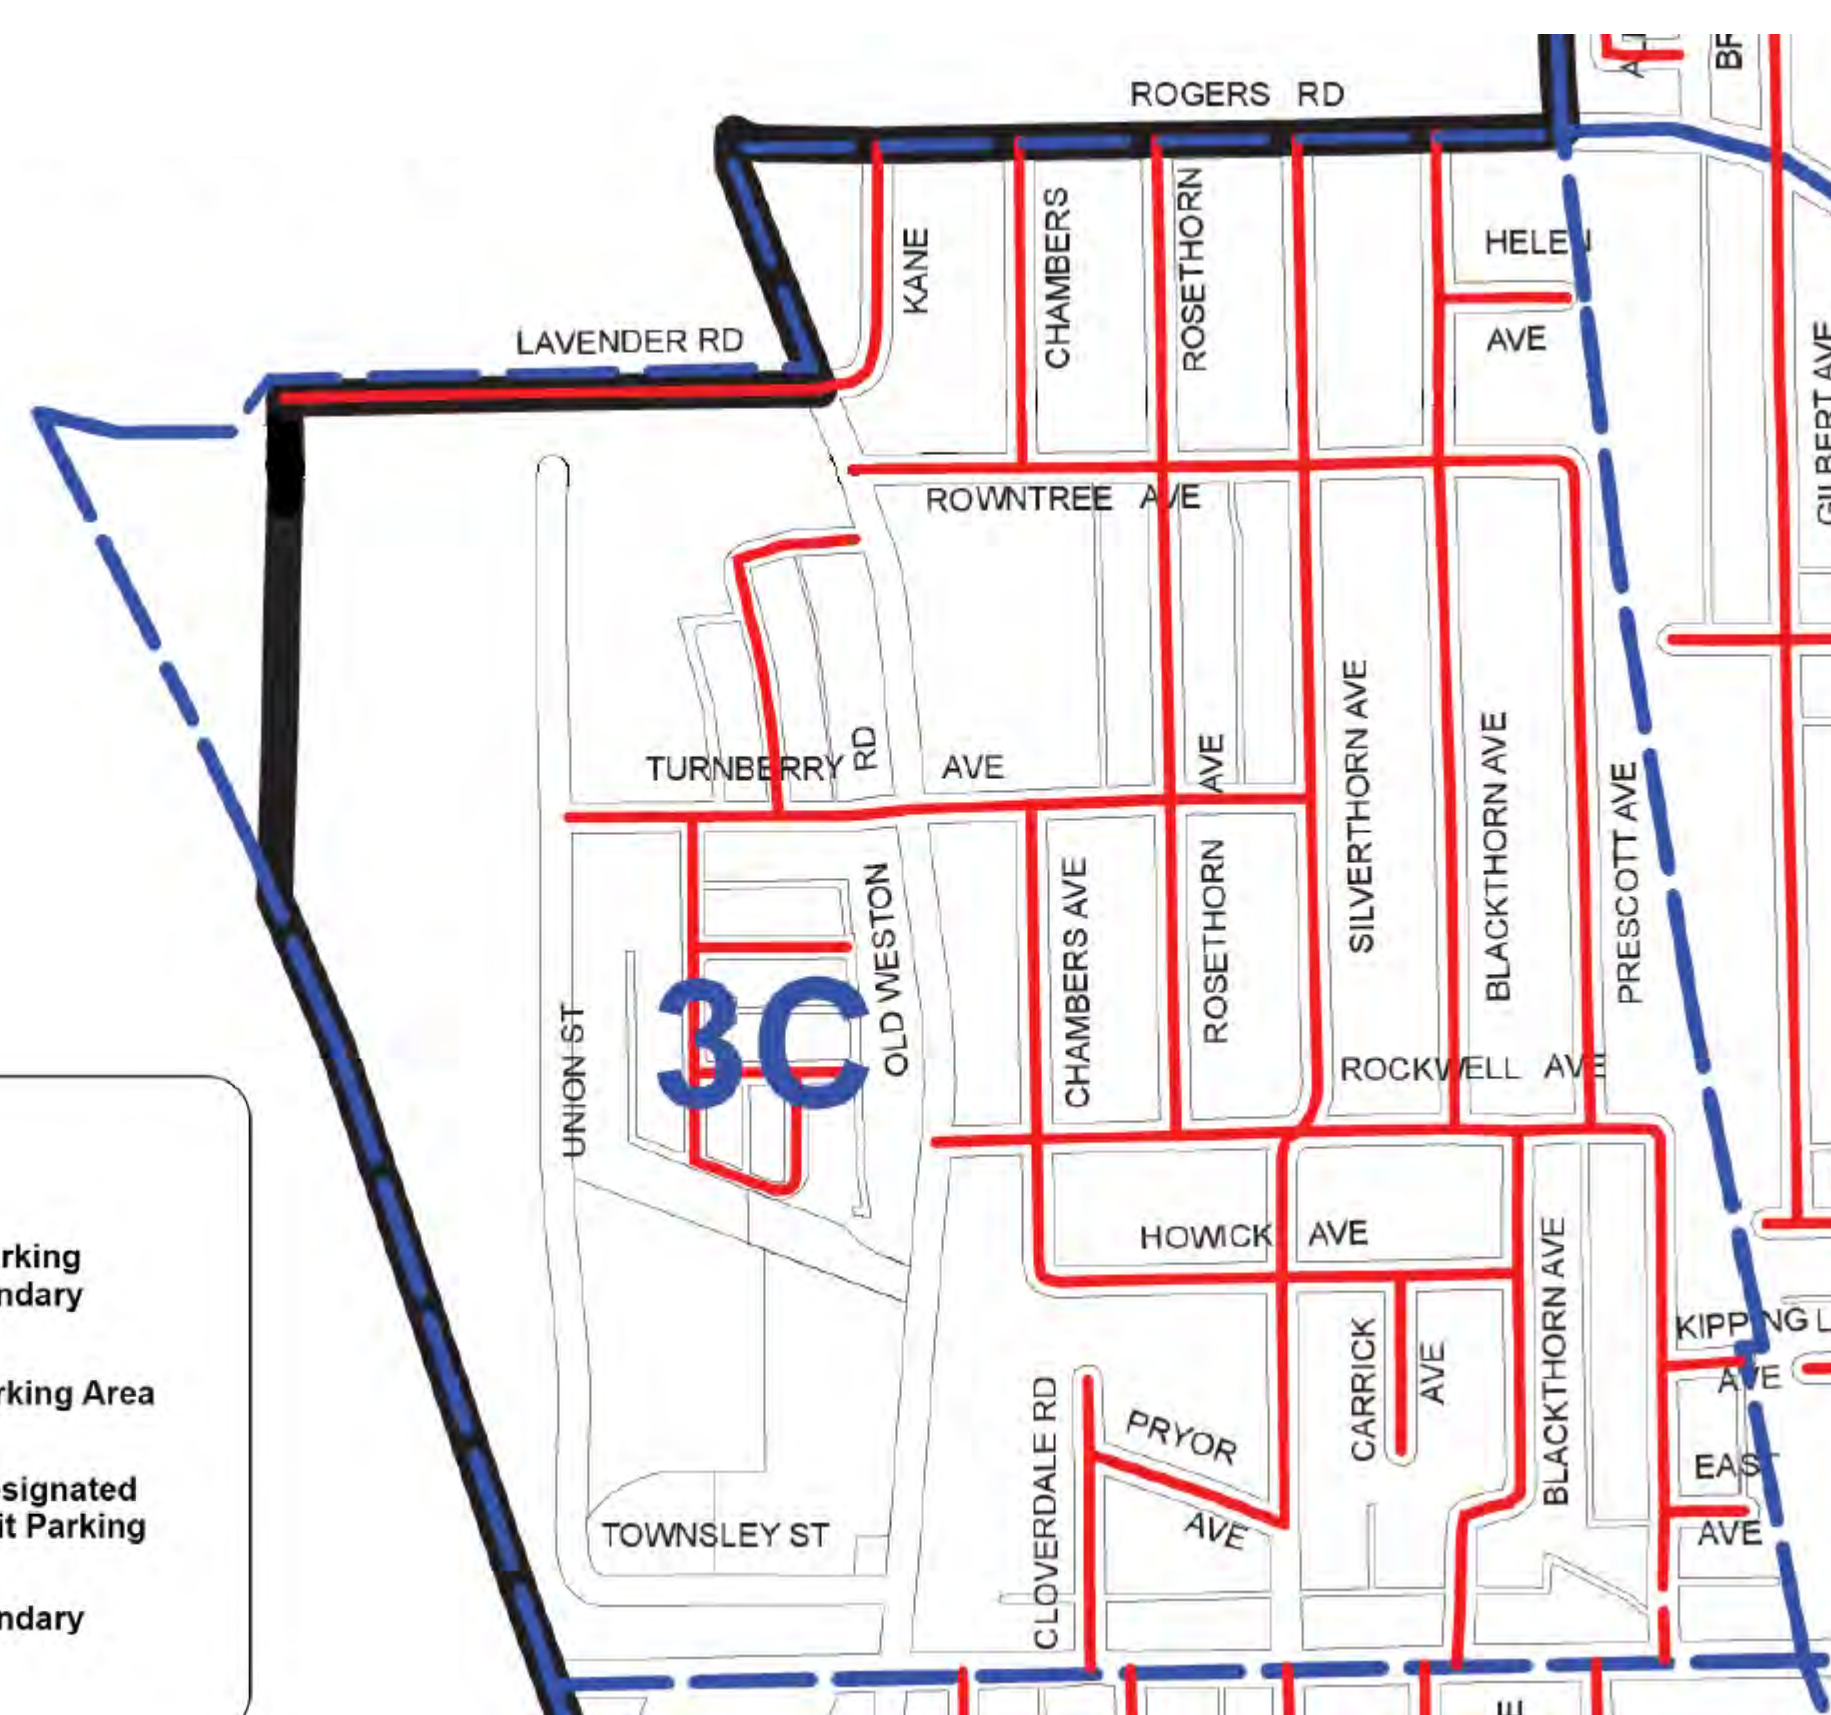 ROGERS RD
HELEN
AVE
KANE
CHAMBERS
ROSETHORN
LAVENDER RD
GILBERT AVE
ROWNTREE AVE
TURNBERRY
RD
AVE
AVE
SILVERTHORN AVE
BLACKTHORN AVE
PRESCOTT AVE
CHAMBERS AVE
ROSETHORN
OLD WESTON
3C
UNION ST
ROCKWELL AVE
HOWICK AVE
BLACKTHORN AVE
KIPPING L
AVE
CARRICK
AVE
CLOVERDALE RD
PRYOR
AVE
EAST
AVE
TOWNSLEY ST
rking
ndary
rking Area
signated
it Parking
ndary